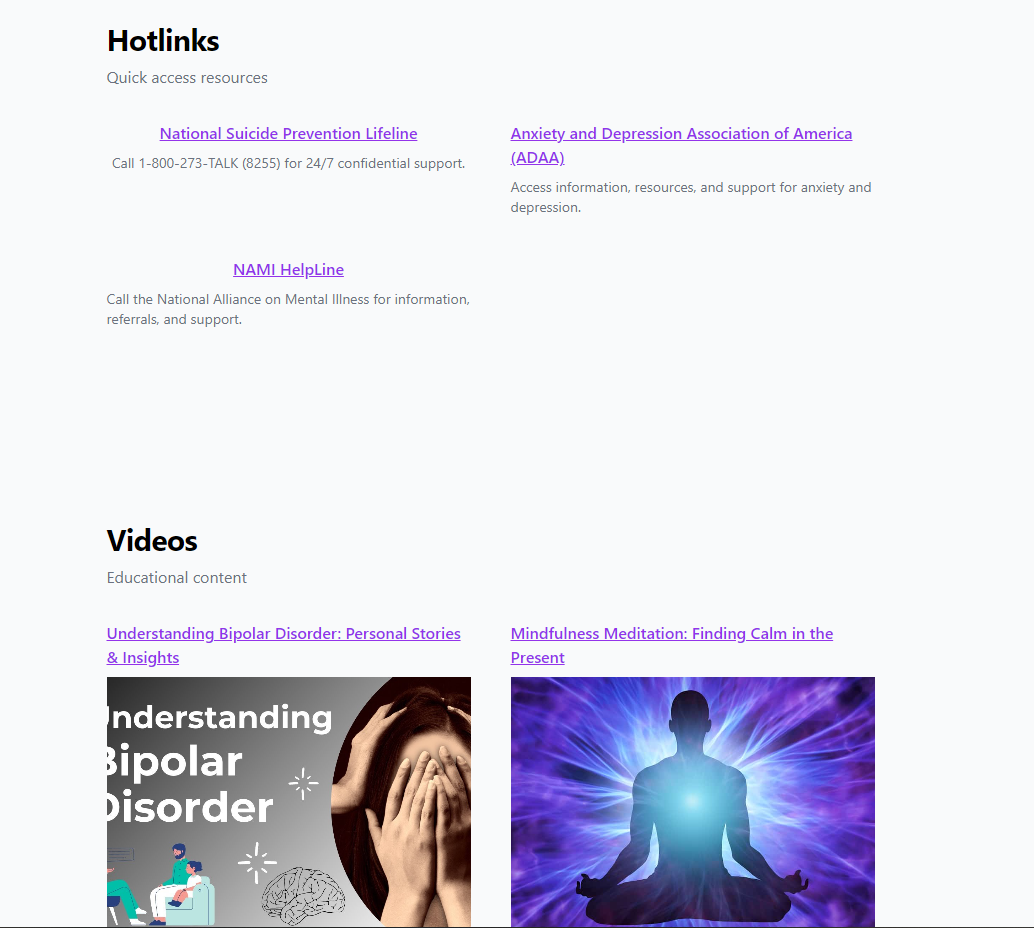 Hotlinks
Quick access resources
National Suicide Prevention Lifeline
Call 1-800-273-TALK (8255) for 24/7 confidential support.
Anxiety and Depression Association of America
(ADAA)
Access information, resources, and support for anxiety and
depression.
NAMI HelpLine
Call the National Alliance on Mental Illness for information,
referrals, and support.
Videos
Educational content
Understanding Bipolar Disorder: Personal Stories
& Insights
Mindfulness Meditation: Finding Calm in the
Present
Understanding
Bipolar
Disorder